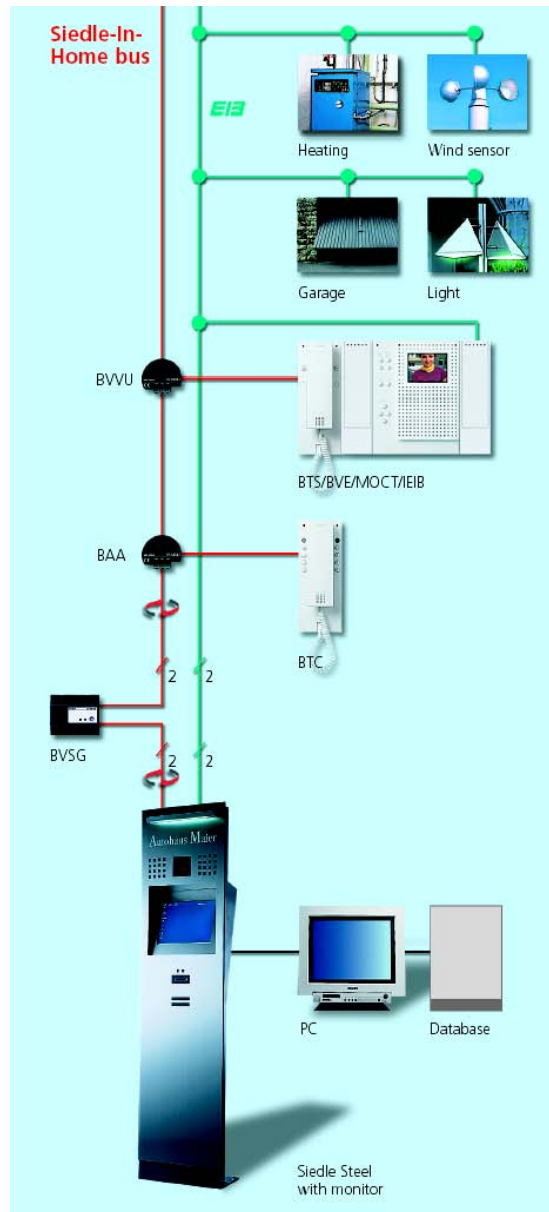 Siedle-In-
Home bus
EIB
Heating
Wind sensor
Garage
Light
BVVU
BTS/BVE/MOCT/IEIB
BAA
BTC
2
2
BVSG
2
2
Autohaus Maier
PC
Database
Siedle Steel
with monitor